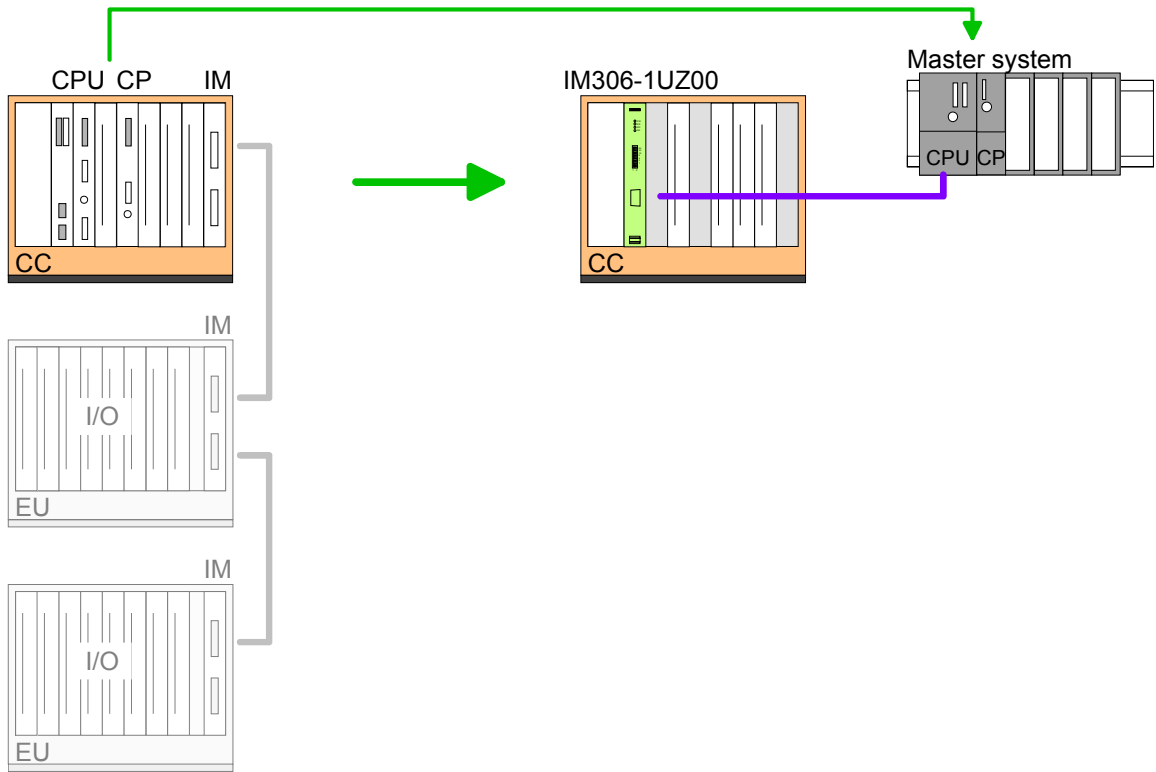 Master system
CPU CP IM
IM306-1UZ00
CPU CP
CC
CC
IM
I/O
EU
IM
I/O
EU